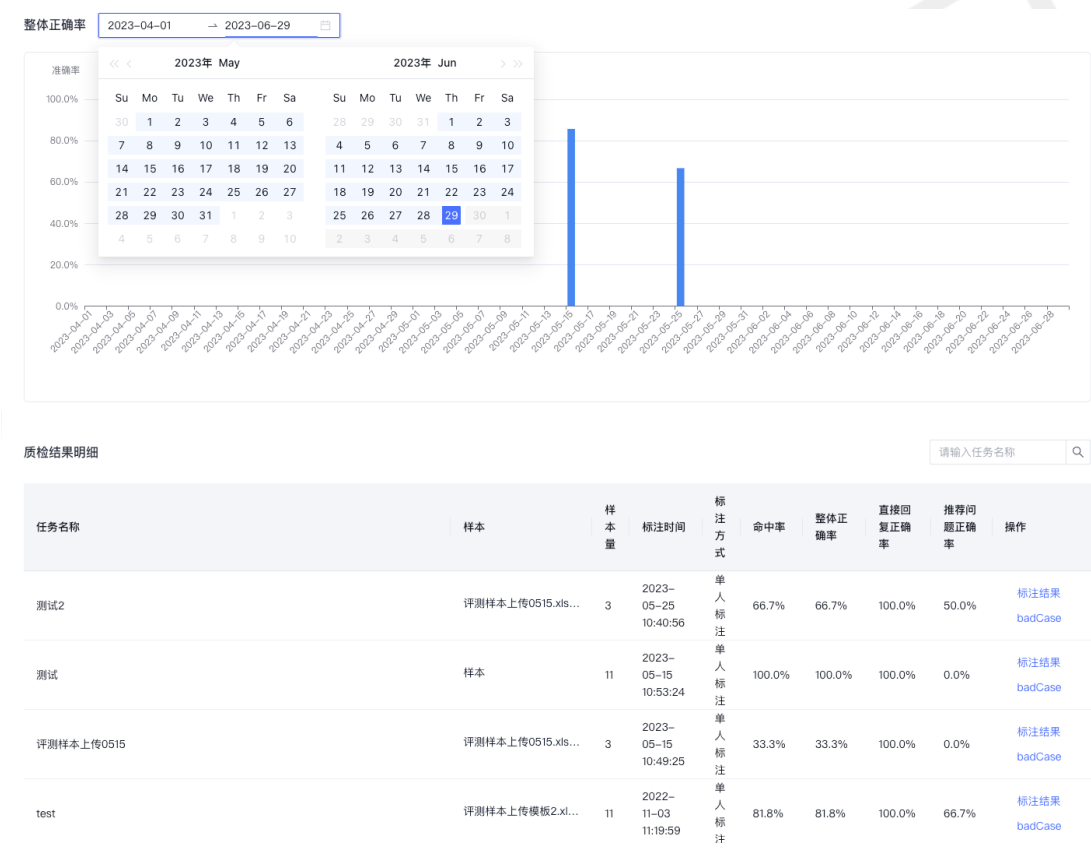 整体正确率 2023-04-01 → 2023-06-29
准确率
« < 2023年 May 2023年 Jun > »
Su Mo Tu We Th Fr Sa Su Mo Tu We Th Fr Sa
30 1 2 3 4 5 6 28 29 30 31 1 2 3
7 8 9 10 11 12 13 4 5 6 7 8 9 10
14 15 16 17 18 19 20 11 12 13 14 15 16 17
21 22 23 24 25 26 27 18 19 20 21 22 23 24
28 29 30 31 1 2 3 25 26 27 28 29 30 1
4 5 6 7 8 9 10 2 3 4 5 6 7 8
100.0%
80.0%
60.0%
40.0%
20.0%
0.0%
2023-04-01 2023-04-03 2023-04-05 2023-04-07 2023-04-09 2023-04-11 2023-04-13 2023-04-15 2023-04-17 2023-04-19 2023-04-21 2023-04-23 2023-04-25 2023-04-27 2023-04-29 2023-05-01 2023-05-03 2023-05-05 2023-05-07 2023-05-09 2023-05-11 2023-05-13 2023-05-15 2023-05-17 2023-05-19 2023-05-21 2023-05-23 2023-05-25 2023-05-27 2023-05-29 2023-05-31 2023-06-02 2023-06-04 2023-06-06 2023-06-08 2023-06-10 2023-06-12 2023-06-14 2023-06-16 2023-06-18 2023-06-20 2023-06-22 2023-06-24 2023-06-26 2023-06-28
质检结果明细 请输入任务名称
任务名称
样本
样
本
量
标注时间
标
注
方
式
命中率
整体正
确率
直接回
复正确
率
推荐问
题正确
率
操作
测试2
评测样本上传0515.xls...
3
2023-
05-25
10:40:56
单
人
标
注
66.7%
66.7%
100.0%
50.0%
标注结果
badCase
测试
样本
11
2023-
05-15
10:53:24
单
人
标
注
100.0%
100.0%
100.0%
0.0%
标注结果
badCase
评测样本上传0515
评测样本上传0515.xls...
3
2023-
05-15
10:49:25
单
人
标
注
33.3%
33.3%
100.0%
0.0%
标注结果
badCase
test
评测样本上传模板2.xl...
11
2022-
11-03
11:19:59
单
人
标
注
81.8%
81.8%
100.0%
66.7%
标注结果
badCase